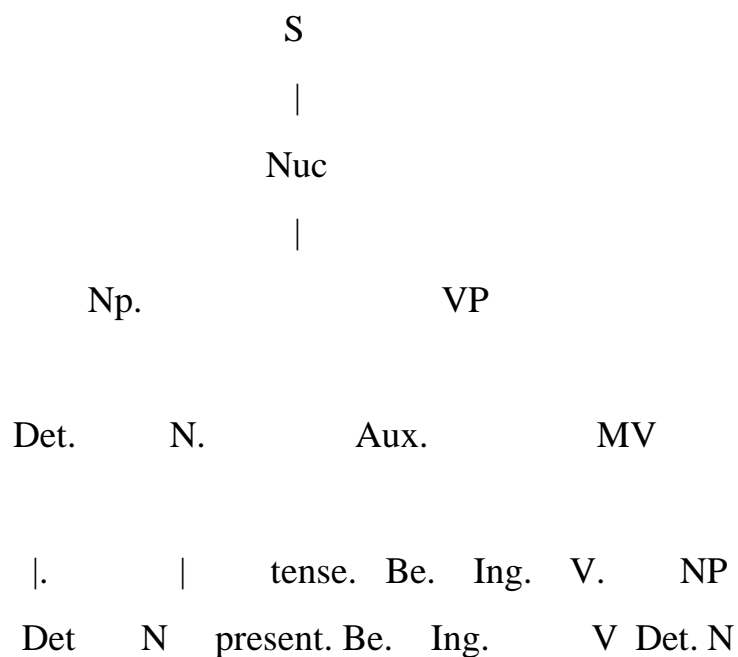 S
|
Nuc
|
Np. VP
Det. N. Aux. MV
|. | tense. Be. Ing. V. NP
Det N present. Be. Ing. V Det. N